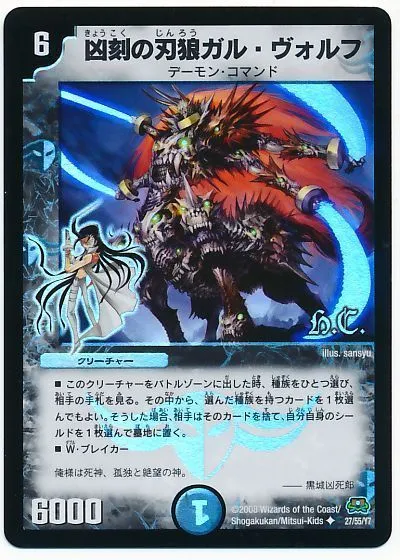 6
きょうこく じんろう
凶刻の刃狼ガル・ヴォルフ
デーモン・コマンド
h.C.
illus. sansyu
クリーチャー
■ このクリーチャーをバトルゾーンに出した時、種族をひとつ選び、
相手の手札を見る。その中から、選んだ種族を持つカードを1枚選
んでもよい。そうした場合、相手はそのカードを捨て、自分自身のシー
ルドを1枚選んで墓地に置く。
■ W・ブレイカー
俺様は死神、孤独と絶望の神。
—— 黒城凶死郎
6000
1
©2008 Wizards of the Coast/
Shogakukan/Mitsui-Kids ◆ 27/55/Y7